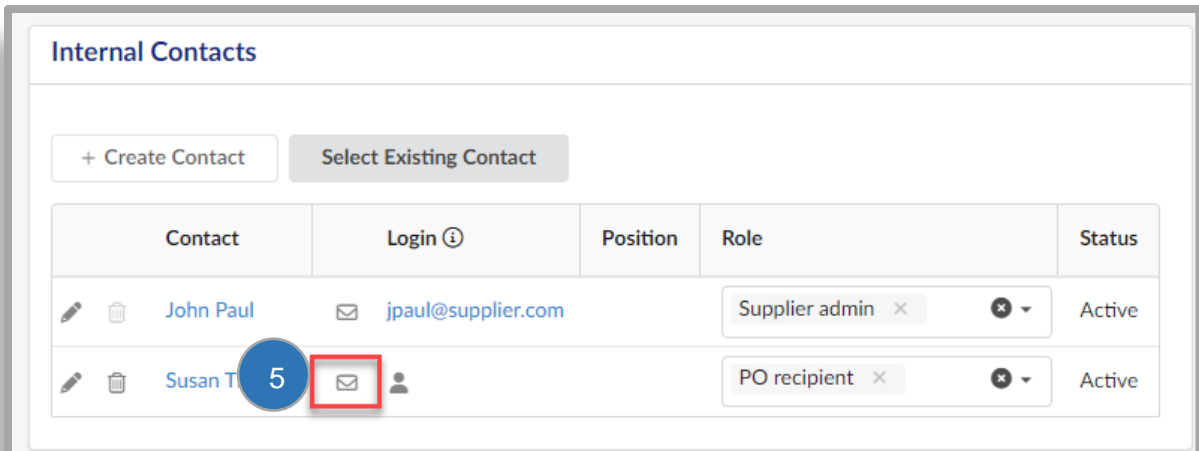 Internal Contacts
+ Create Contact Select Existing Contact
Contact Login Position Role Status
John Paul jpaul@supplier.com Supplier admin × Active
Susan T 5 PO recipient × Active